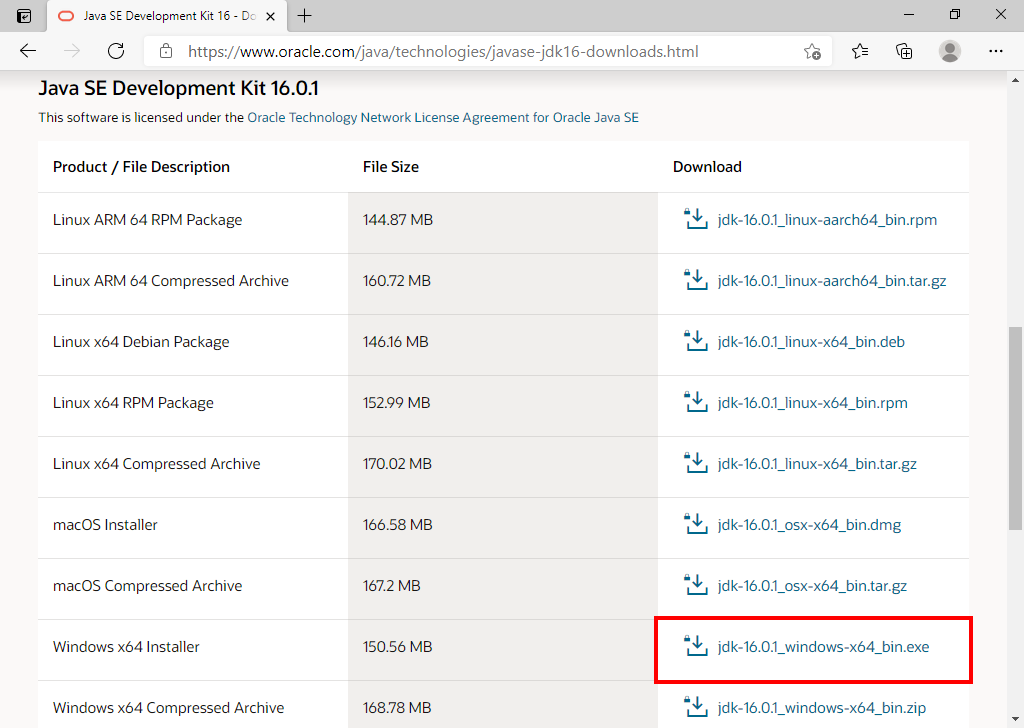 Java SE Development Kit 16 - Do
https://www.oracle.com/java/technologies/javase-jdk16-downloads.html
Java SE Development Kit 16.0.1
This software is licensed under the Oracle Technology Network License Agreement for Oracle Java SE
Product / File Description File Size Download
Linux ARM 64 RPM Package 144.87 MB jdk-16.0.1_linux-aarch64_bin.rpm
Linux ARM 64 Compressed Archive 160.72 MB jdk-16.0.1_linux-aarch64_bin.tar.gz
Linux x64 Debian Package 146.16 MB jdk-16.0.1_linux-x64_bin.deb
Linux x64 RPM Package 152.99 MB jdk-16.0.1_linux-x64_bin.rpm
Linux x64 Compressed Archive 170.02 MB jdk-16.0.1_linux-x64_bin.tar.gz
macOS Installer 166.58 MB jdk-16.0.1_osx-x64_bin.dmg
macOS Compressed Archive 167.2 MB jdk-16.0.1_osx-x64_bin.tar.gz
Windows x64 Installer 150.56 MB jdk-16.0.1_windows-x64_bin.exe
Windows x64 Compressed Archive 168.78 MB jdk-16.0.1_windows-x64_bin.zip